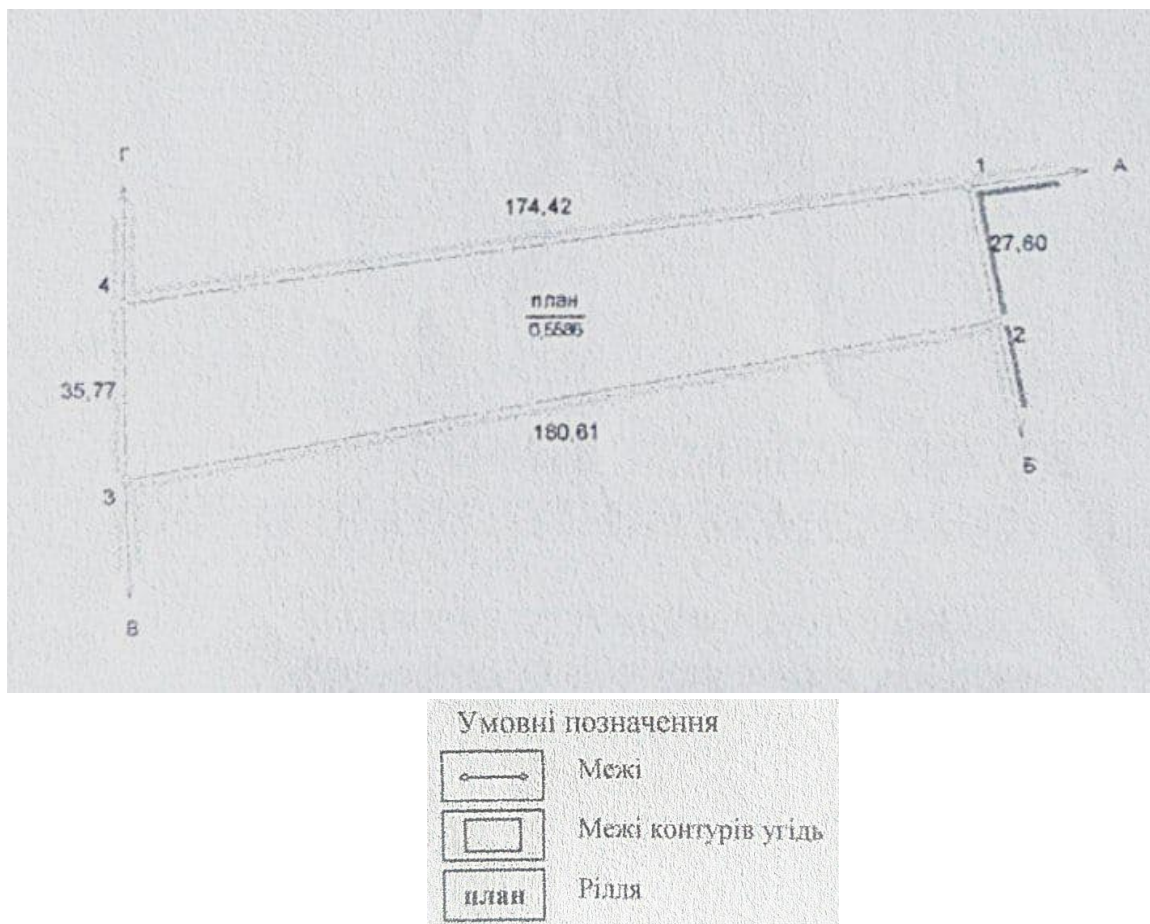 Г
1
А
174,42
27,60
4
план
0,5586
2
35,77
180,61
Б
3
В
Умовні позначення
Межі
Межі контурів угідь
план
Рілля